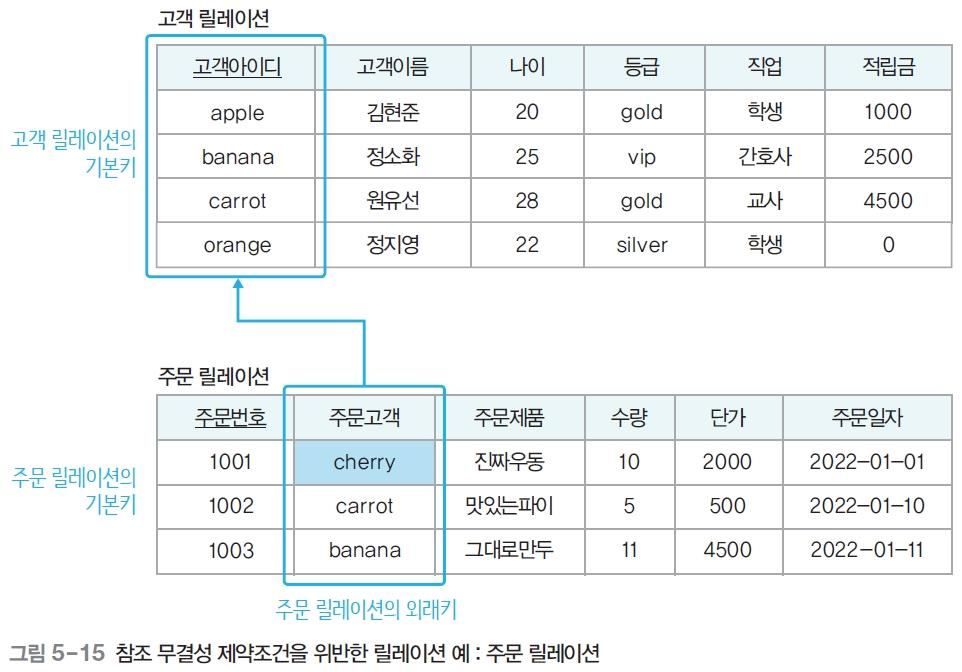 고객 릴레이션
고객아이디 고객이름 나이 등급 직업 적립금
apple 김현준 20 gold 학생 1000
고객 릴레이션의
기본키
banana 정소화 25 vip 간호사 2500
carrot 원유선 28 gold 교사 4500
orange 정지영 22 silver 학생 0
주문 릴레이션
주문번호 주문고객 주문제품 수량 단가 주문일자
1001 cherry 진짜우동 10 2000 2022-01-01
주문 릴레이션의
기본키
1002 carrot 맛있는파이 5 500 2022-01-10
1003 banana 그대로만두 11 4500 2022-01-11
주문 릴레이션의 외래키
그림 5-15 참조 무결성 제약조건을 위반한 릴레이션 예 : 주문 릴레이션